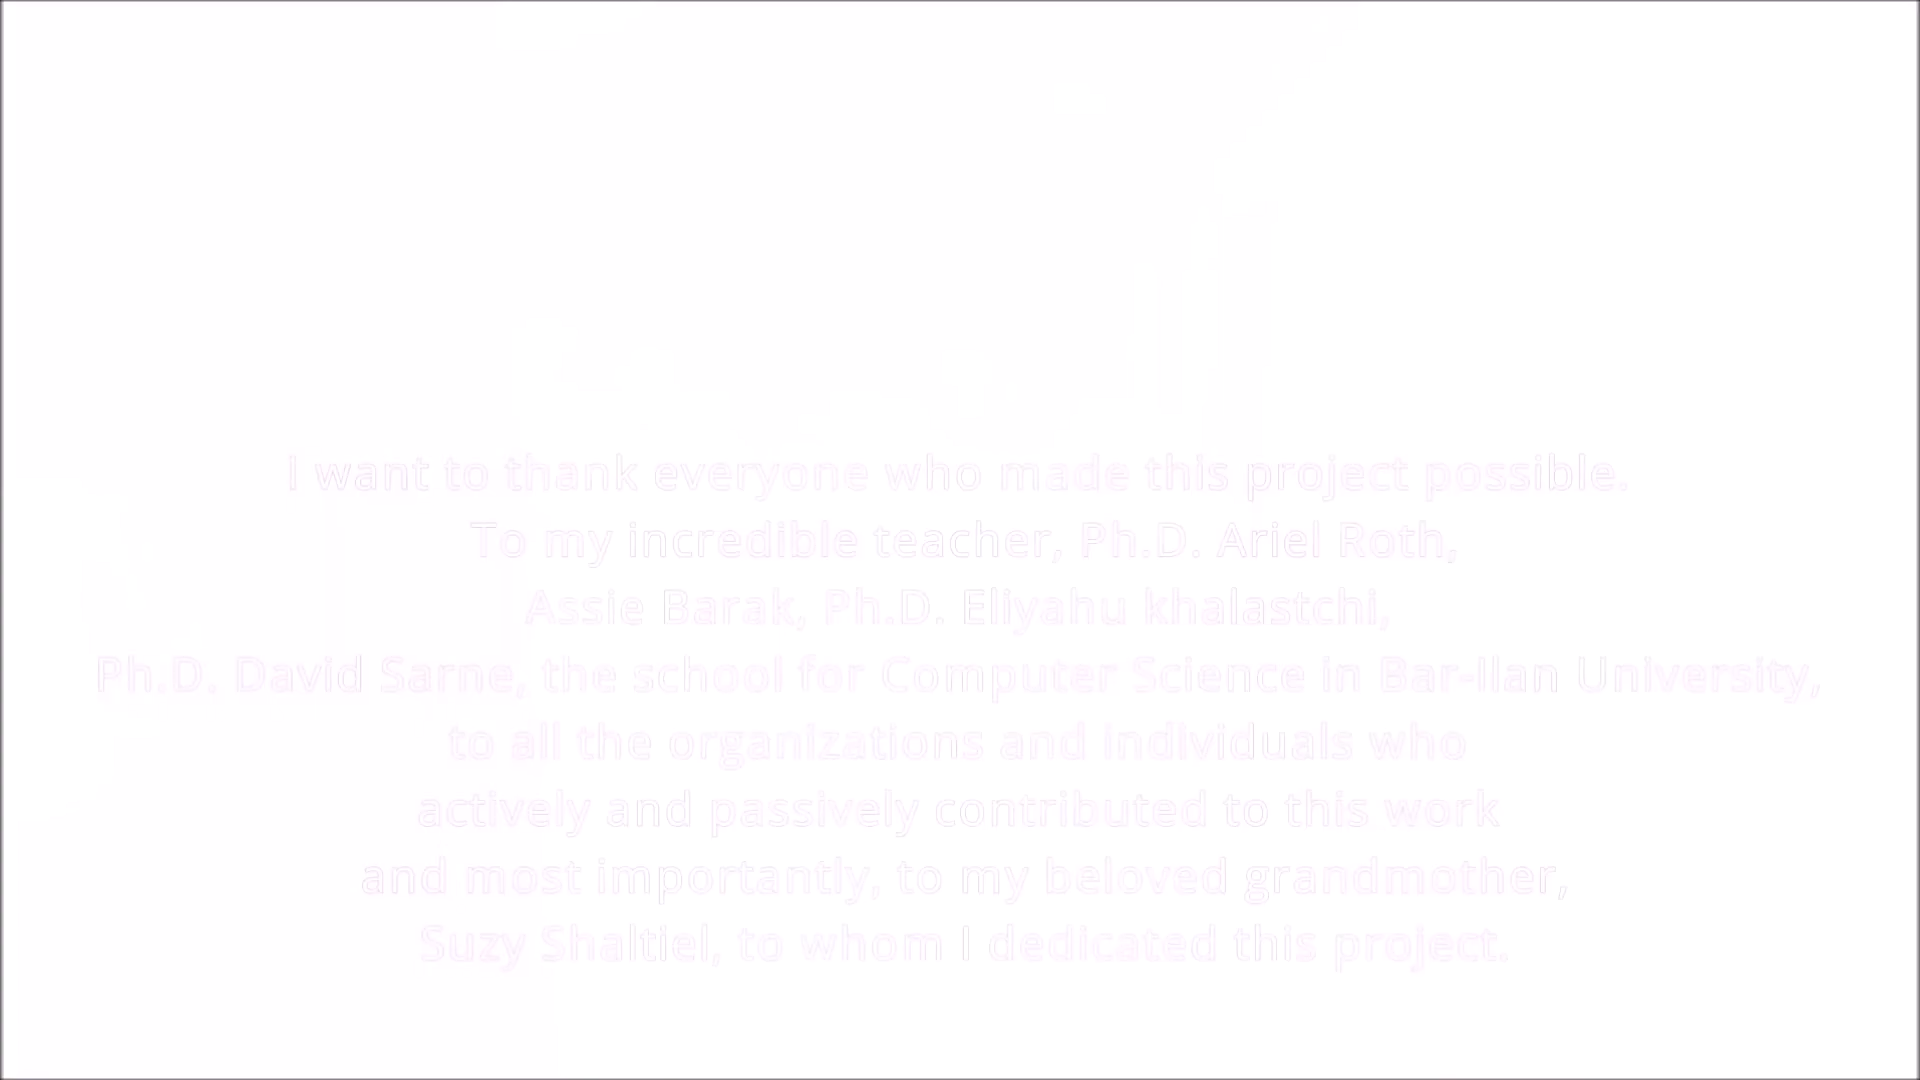 I want to thank everyone who made this project possible.
To my incredible teacher, Ph.D. Ariel Roth,
Assie Barak, Ph.D. Eliyahu khalastchi,
Ph.D. David Sarne, the school for Computer Science in Bar-Ilan University,
to all the organizations and individuals who
actively and passively contributed to this work
and most importantly, to my beloved grandmother,
Suzy Shaltiel, to whom I dedicated this project.